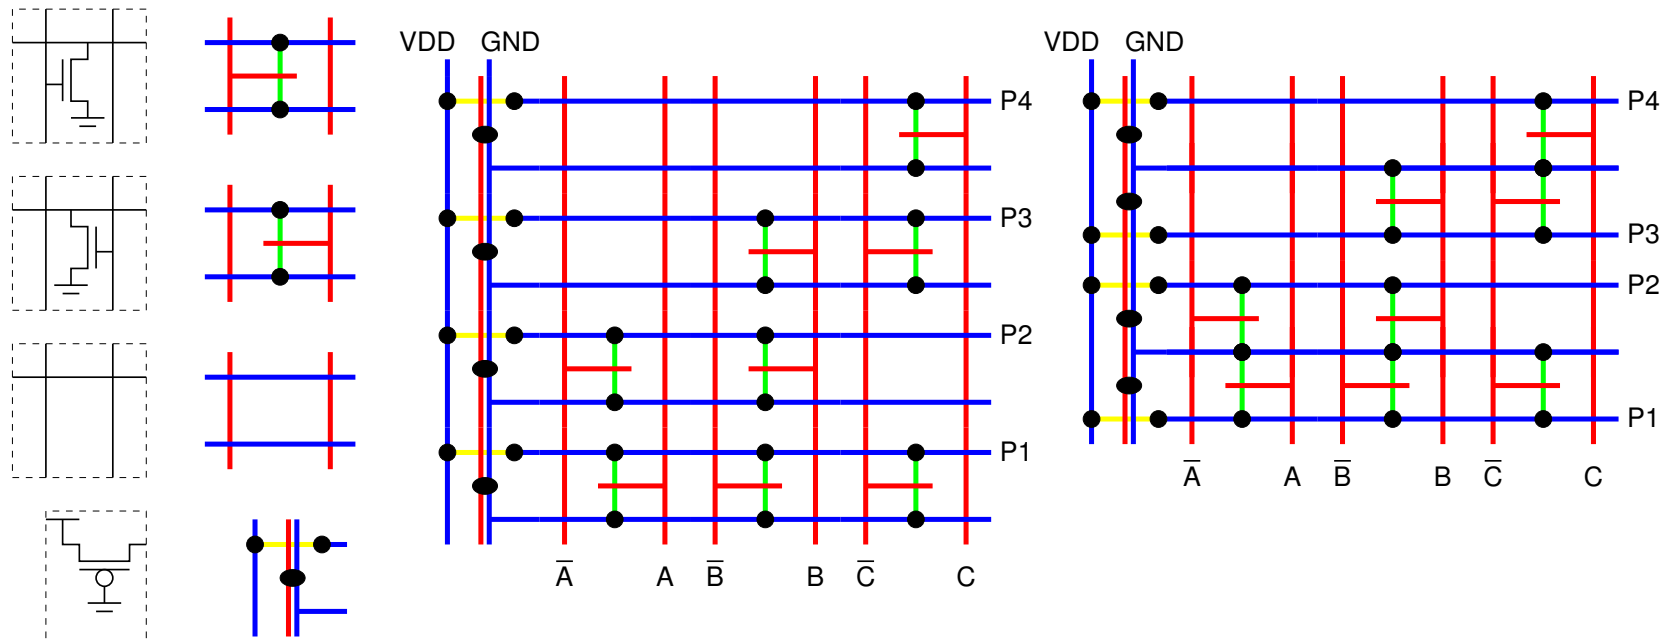 VDD GND
P4
P3
P2
P1
A̅ A B̅ B C̅ C
VDD GND
P4
P3
P2
P1
A̅ A B̅ B C̅ C